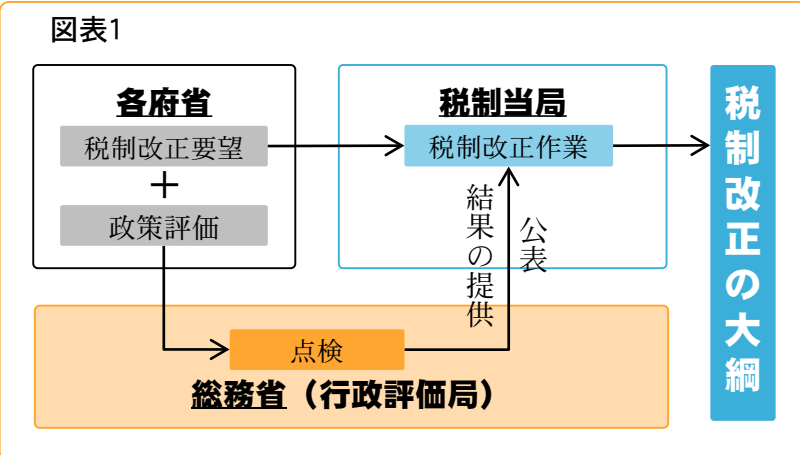 図表1
各府省
税制改正要望
＋
政策評価
税制当局
税制改正作業
結果の提供
公表
点検
総務省（行政評価局）
税制改正の大綱